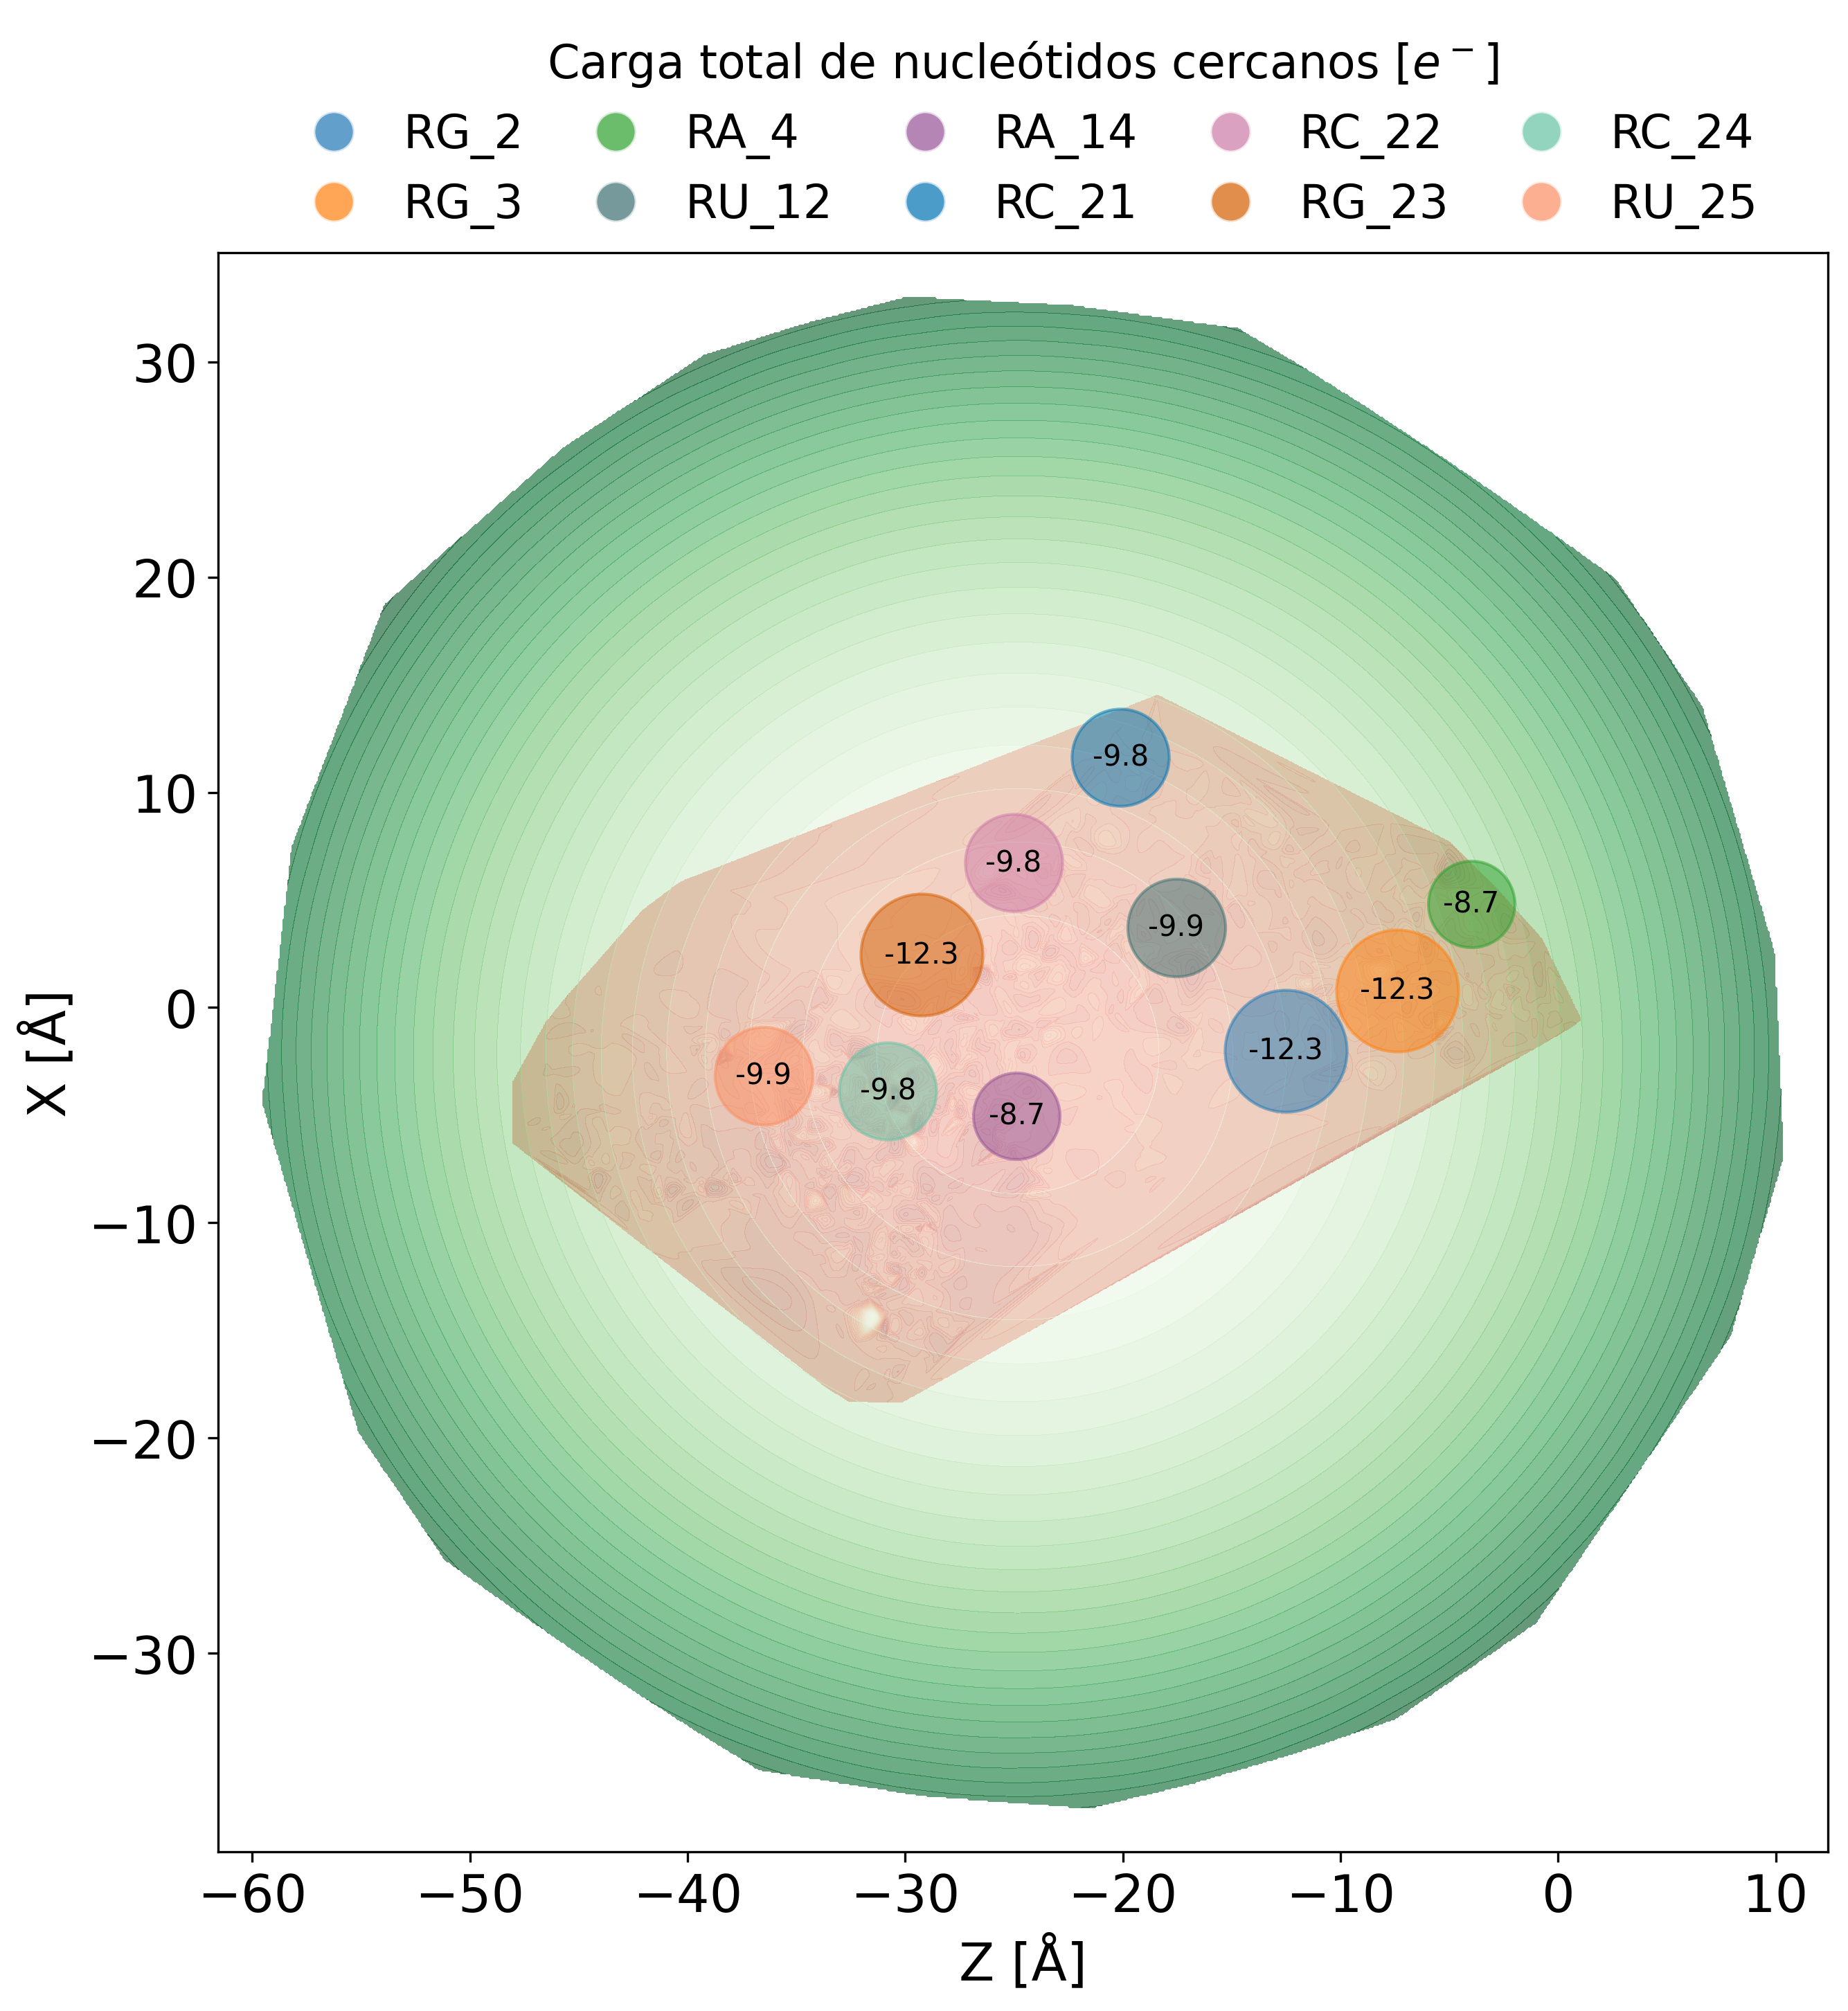 Carga total de nucleótidos cercanos [e⁻]
RG_2 RA_4 RA_14 RC_22 RC_24
RG_3 RU_12 RC_21 RG_23 RU_25
30
20
10
0
−10
−20
−30
X [Å]
-9.8
-9.8
-8.7
-9.9
-12.3
-12.3
-12.3
-9.9
-9.8
-8.7
−60 −50 −40 −30 −20 −10 0 10
Z [Å]